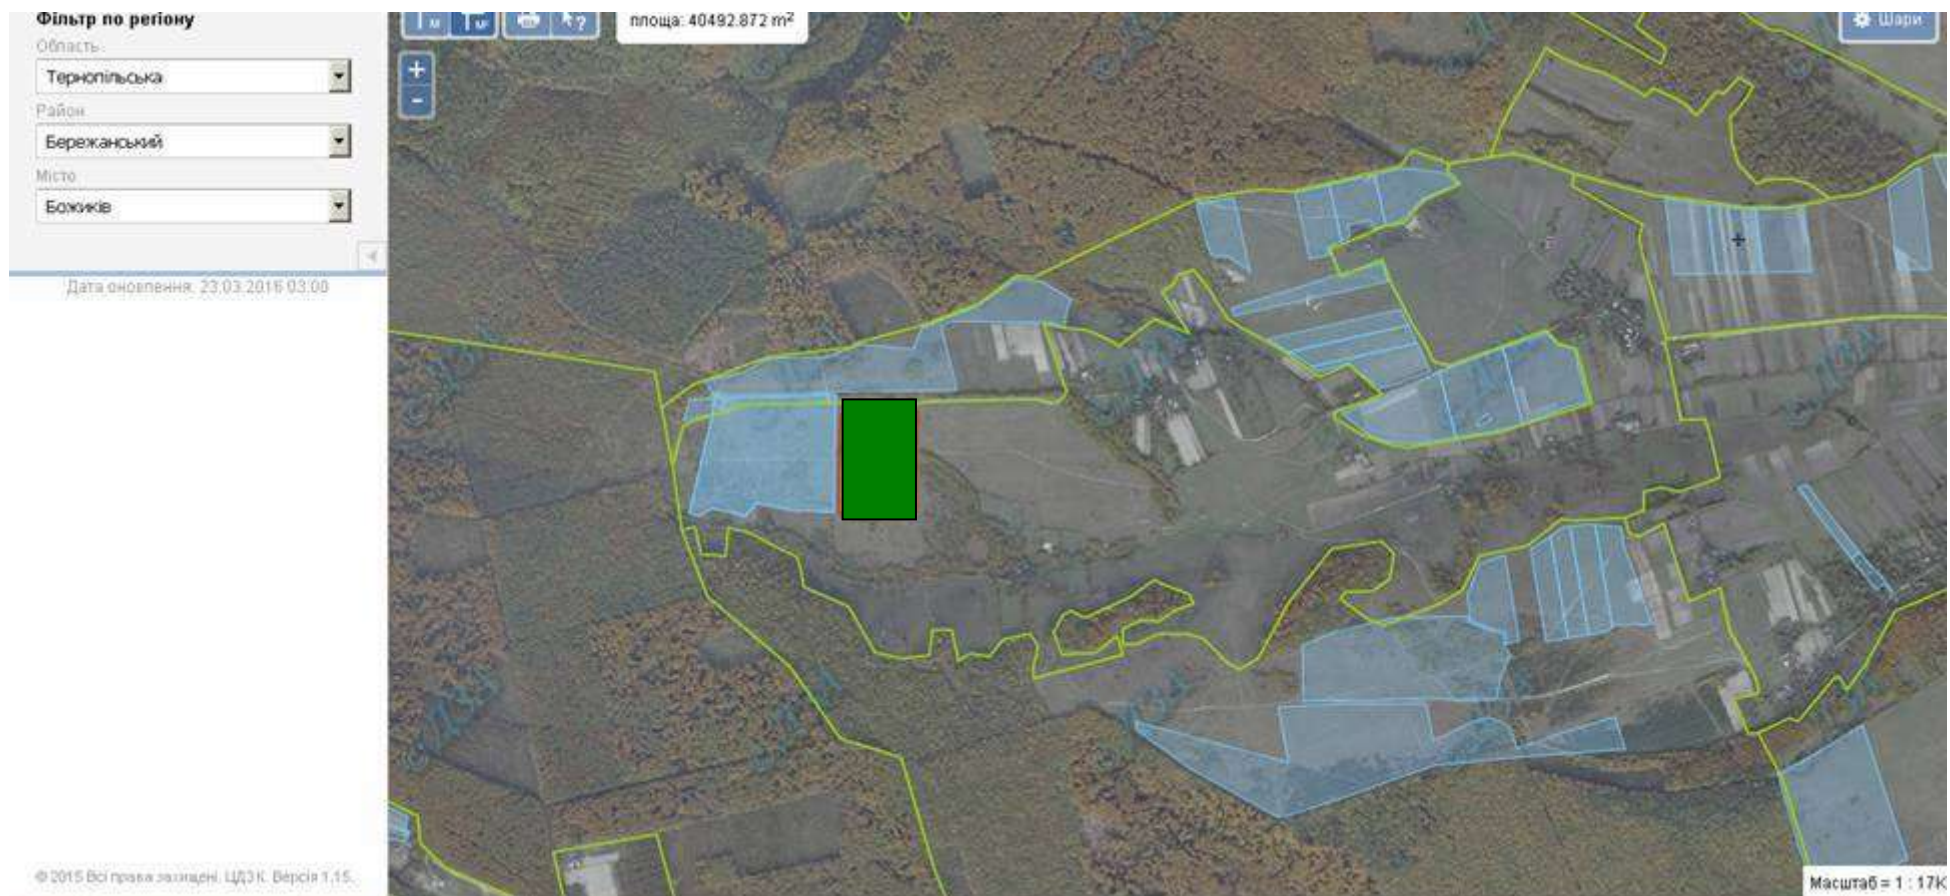 Фільтр по регіону
Область
Тернопільська
Район
Бережанський
Місто
Божиків
Дата оновлення: 23.03.2016 03:00
© 2015 Всі права захищені. ЦДЗК. Версія 1.15.
м
м²
?
площа: 40492.872 m²
Шари
+
-
Масштаб = 1 : 17K